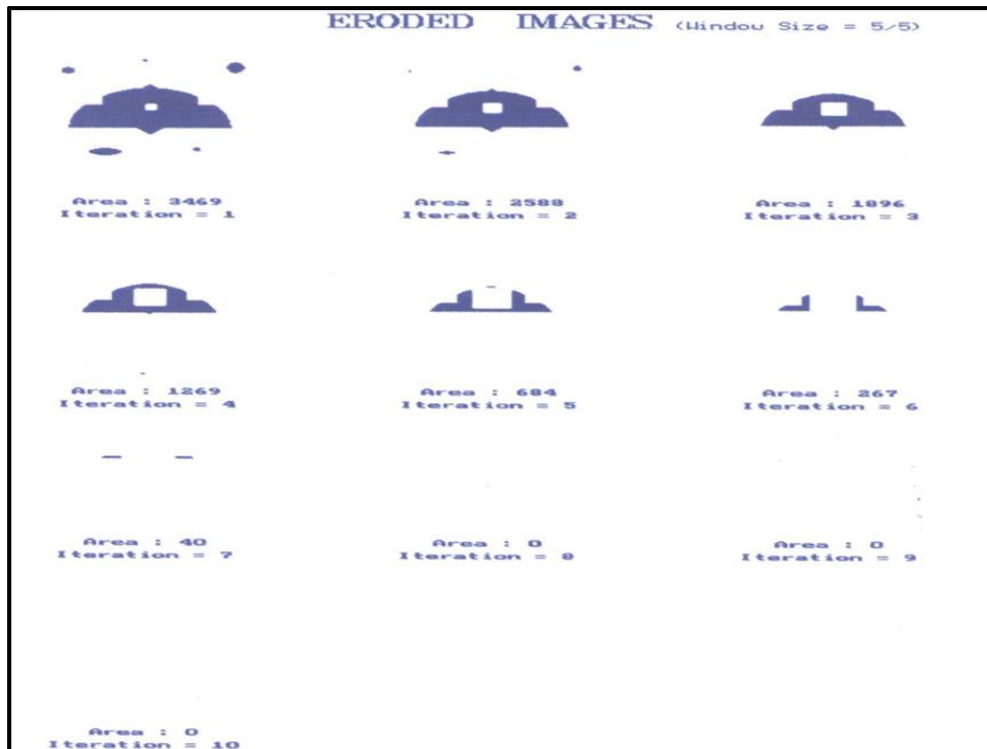 ERODED IMAGES (Window Size = 5/5)
Area : 3469
Iteration = 1
Area : 2588
Iteration = 2
Area : 1896
Iteration = 3
Area : 1269
Iteration = 4
Area : 684
Iteration = 5
Area : 267
Iteration = 6
Area : 40
Iteration = 7
Area : 0
Iteration = 8
Area : 0
Iteration = 9
Area : 0
Iteration = 10